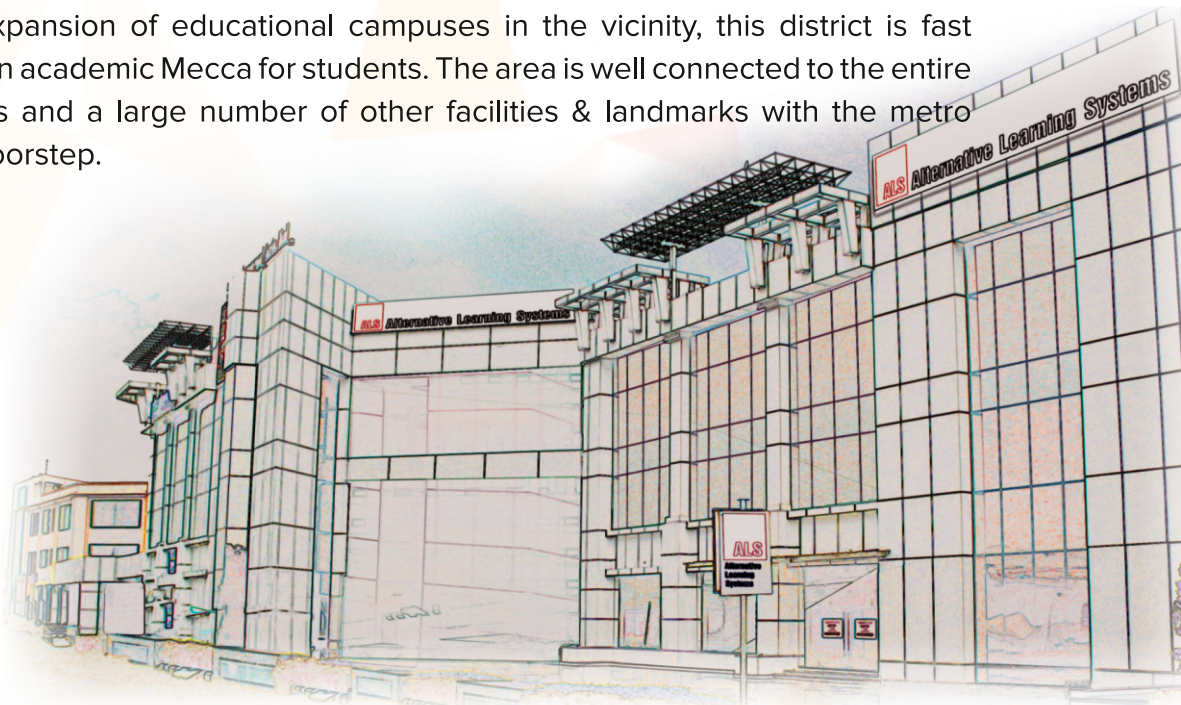 xpansion of educational campuses in the vicinity, this district is fast
n academic Mecca for students. The area is well connected to the entire
s and a large number of other facilities & landmarks with the metro
oorstep.
ALS Alternative Learning Systems
ALS Alternative Learning Systems
ALS
Alternative
Learning
Systems